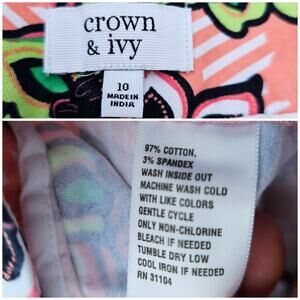 crown
& ivy
10
MADE IN
INDIA
97% COTTON,
3% SPANDEX
WASH INSIDE OUT
MACHINE WASH COLD
WITH LIKE COLORS
GENTLE CYCLE
ONLY NON-CHLORINE
BLEACH IF NEEDED
TUMBLE DRY LOW
COOL IRON IF NEEDED
RN 31104